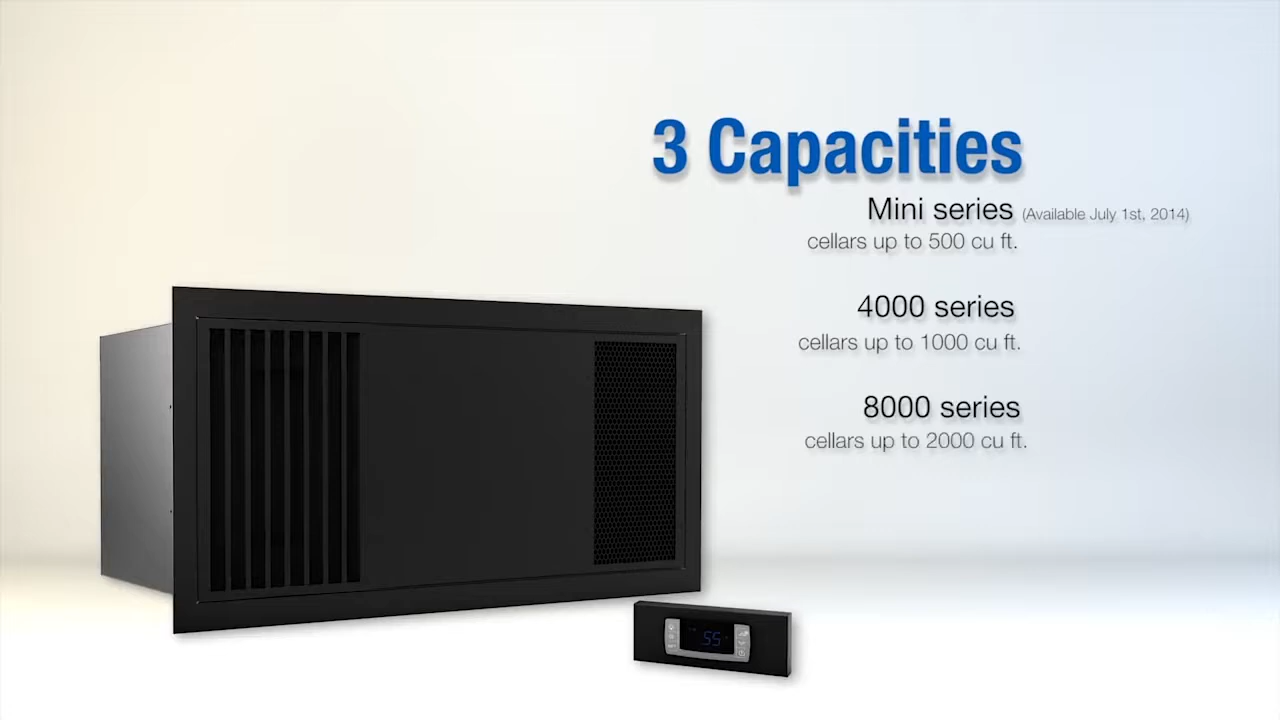 3 Capacities
Mini series (Available July 1st, 2014)
cellars up to 500 cu ft.
4000 series
cellars up to 1000 cu ft.
8000 series
cellars up to 2000 cu ft.
55